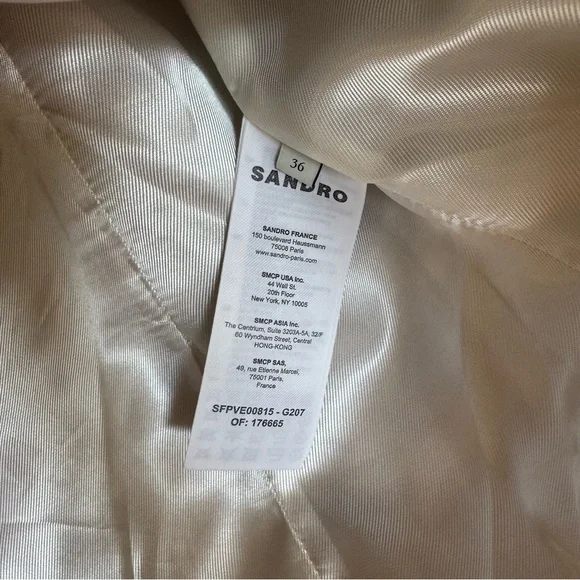 36
SANDRO
SANDRO FRANCE
150 boulevard Haussmann
75008 Paris
www.sandro-paris.com
SMCP USA Inc.
44 Wall St.
20th Floor
New York, NY 10005
SMCP ASIA Inc.
The Centrium, Suite 3203A-5A, 32/F
60 Wyndham Street, Central
HONG-KONG
SMCP SAS,
49, rue Etienne Marcel,
75001 Paris.
France
SFPVE00815 - G207
OF: 176665